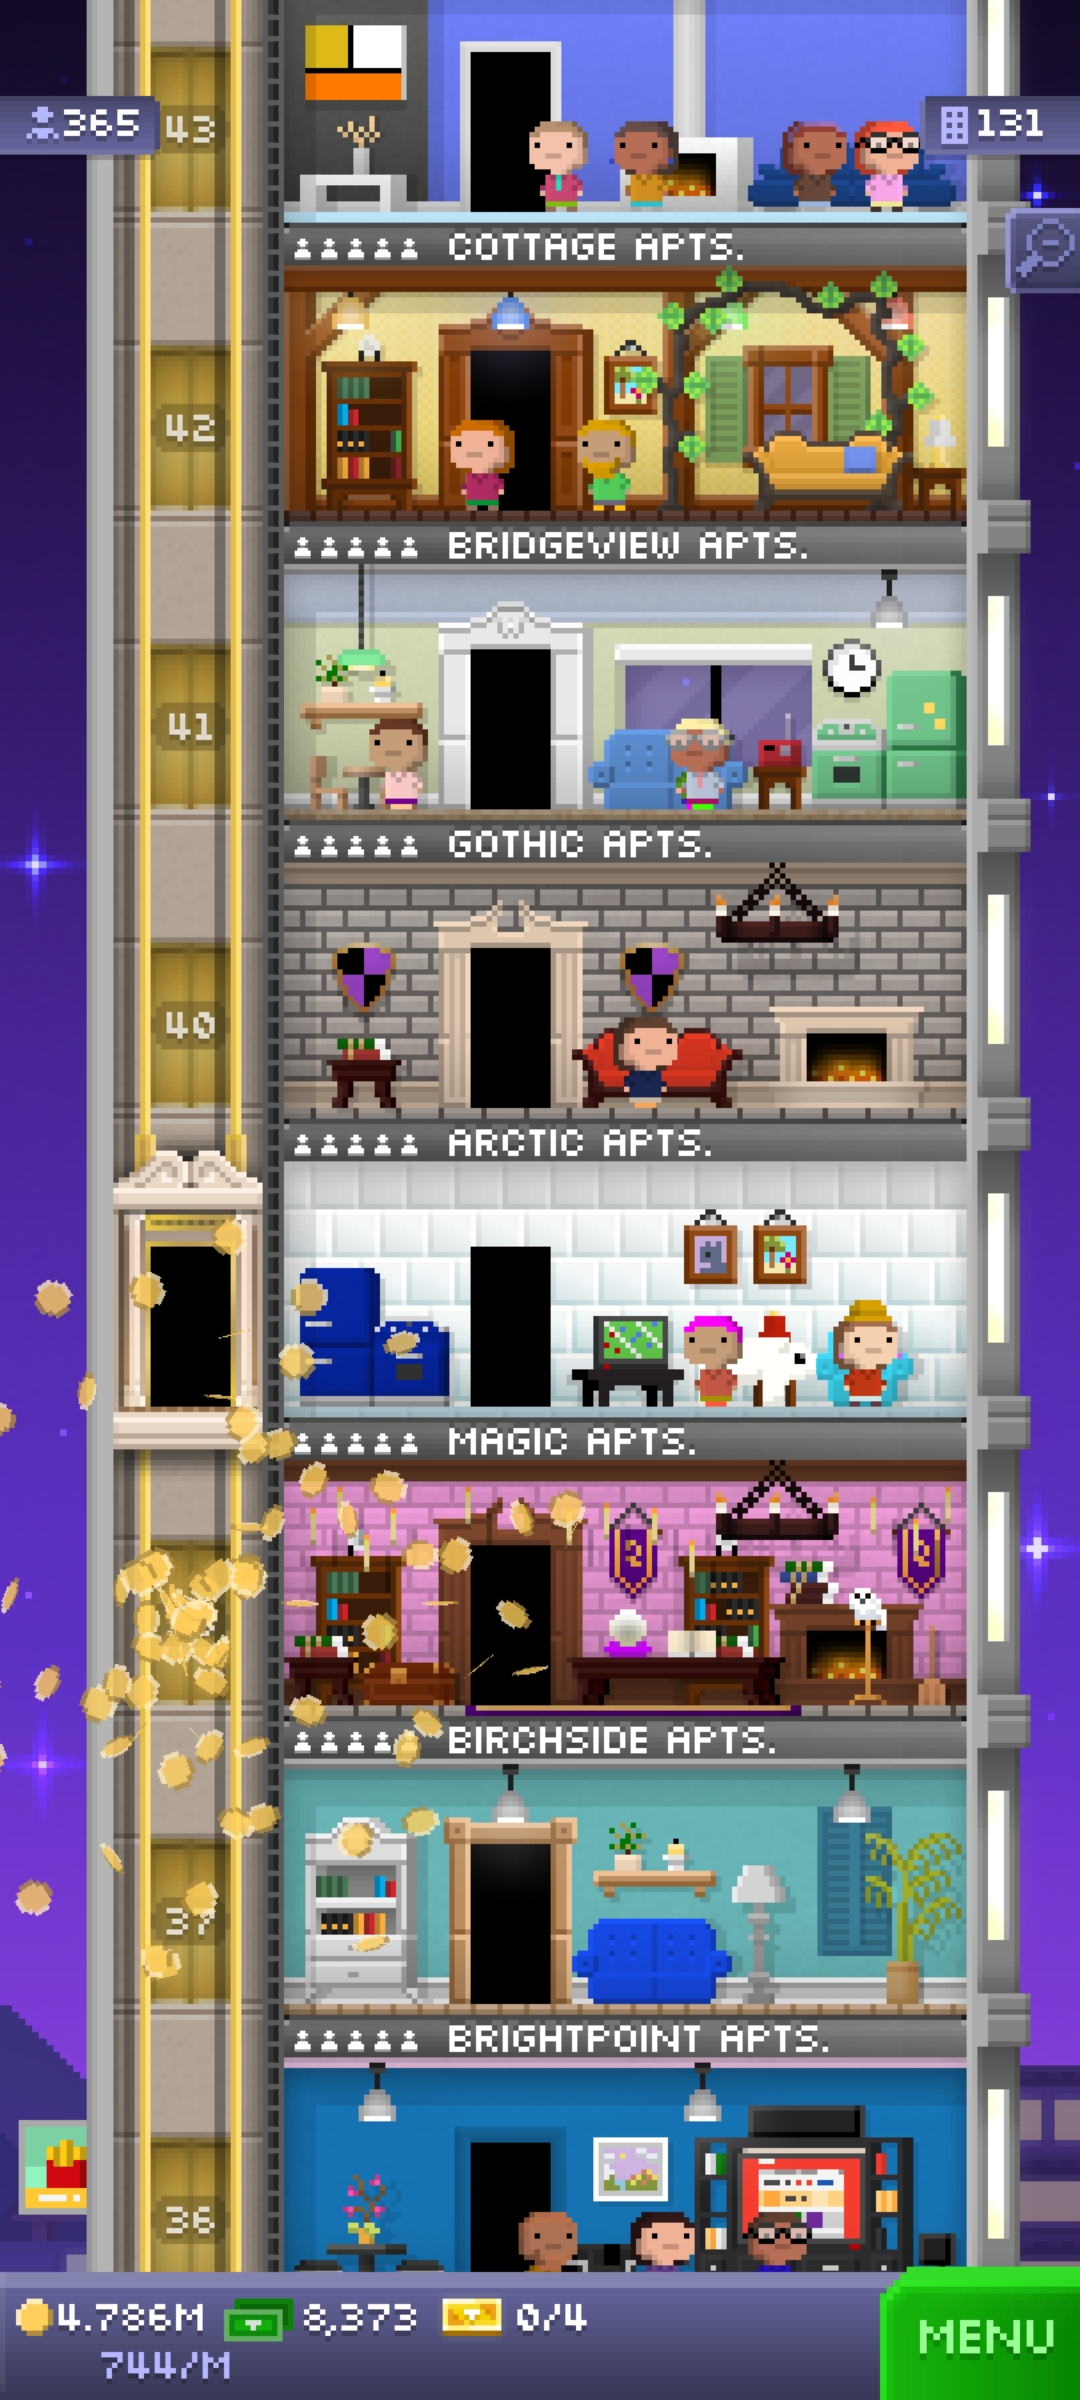 365
43
131
COTTAGE APTS.
42
BRIDGEVIEW APTS.
41
GOTHIC APTS.
40
ARCTIC APTS.
MAGIC APTS.
BIRCHSIDE APTS.
37
BRIGHTPOINT APTS.
36
4.786M 8,373 0/4
744/M
MENU